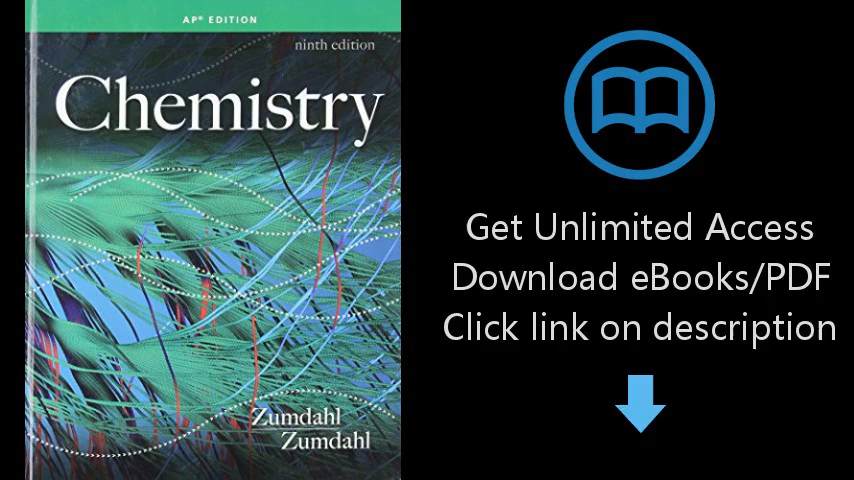 AP® EDITION
ninth edition
Chemistry
Zumdahl
Zumdahl
Get Unlimited Access
Download eBooks/PDF
Click link on description